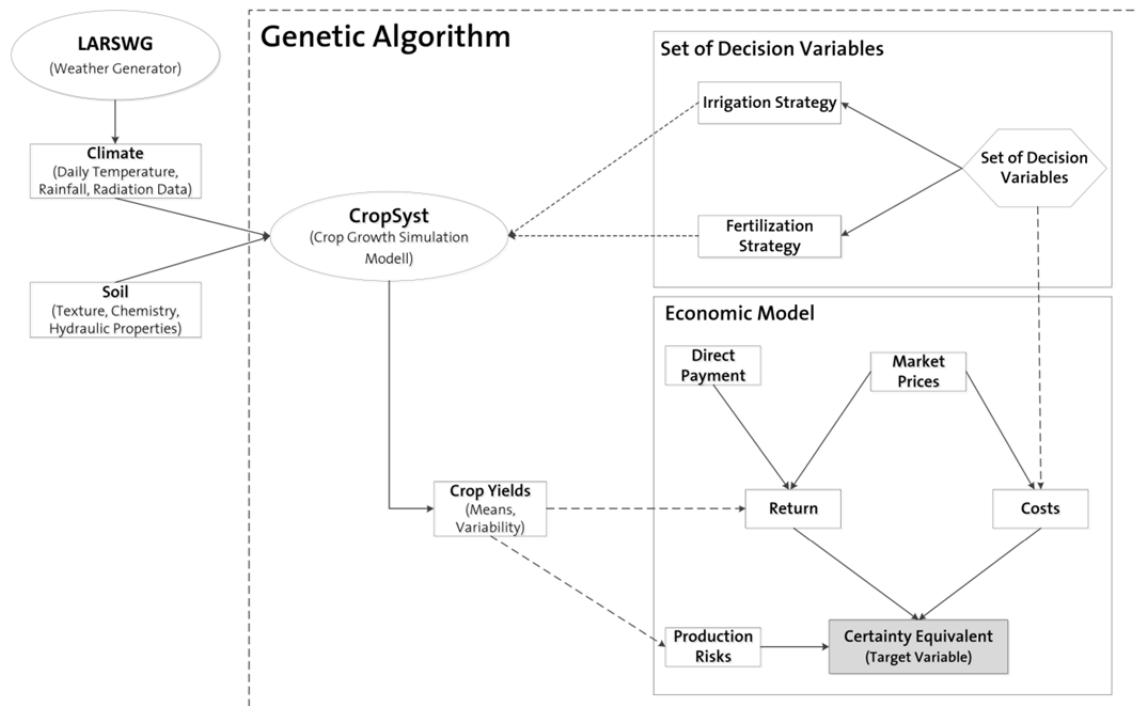 LARSWG
(Weather Generator)
Climate
(Daily Temperature,
Rainfall, Radiation Data)
Soil
(Texture, Chemistry,
Hydraulic Properties)
Genetic Algorithm
CropSyst
(Crop Growth Simulation
Modell)
Crop Yields
(Means,
Variability)
Set of Decision Variables
Irrigation Strategy
Fertilization
Strategy
Set of Decision
Variables
Economic Model
Direct
Payment
Market
Prices
Return
Costs
Production
Risks
Certainty Equivalent
(Target Variable)